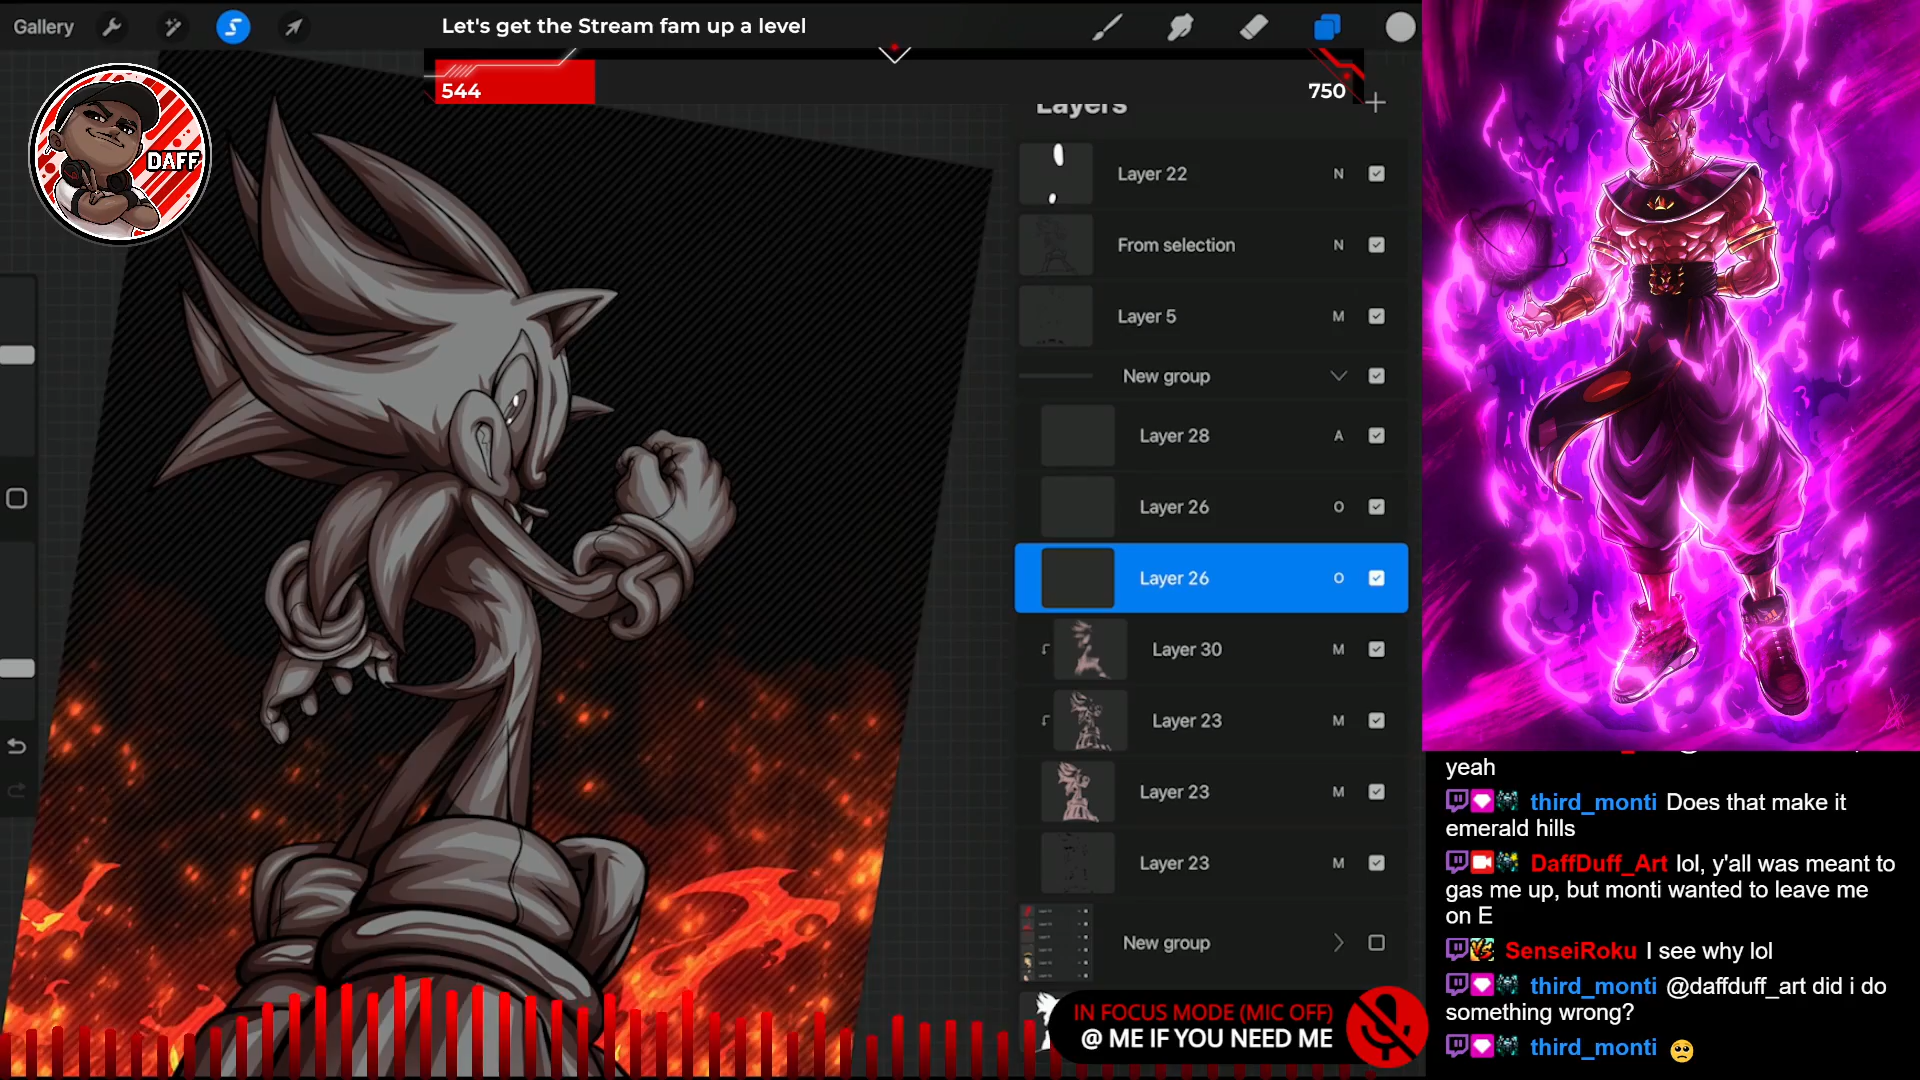 Gallery
Let's get the Stream fam up a level
544
750
DAFF
Layers
Layer 22 N
From selection N
Layer 5 M
New group
Layer 28 A
Layer 26 O
Layer 26 O
Layer 30 M
Layer 23 M
Layer 23 M
Layer 23 M
New group
IN FOCUS MODE (MIC OFF)
@ ME IF YOU NEED ME
yeah
third_monti Does that make it
emerald hills
DaffDuff_Art lol, y'all was meant to
gas me up, but monti wanted to leave me
on E
SenseiRoku I see why lol
third_monti @daffduff_art did i do
something wrong?
third_monti 🥺